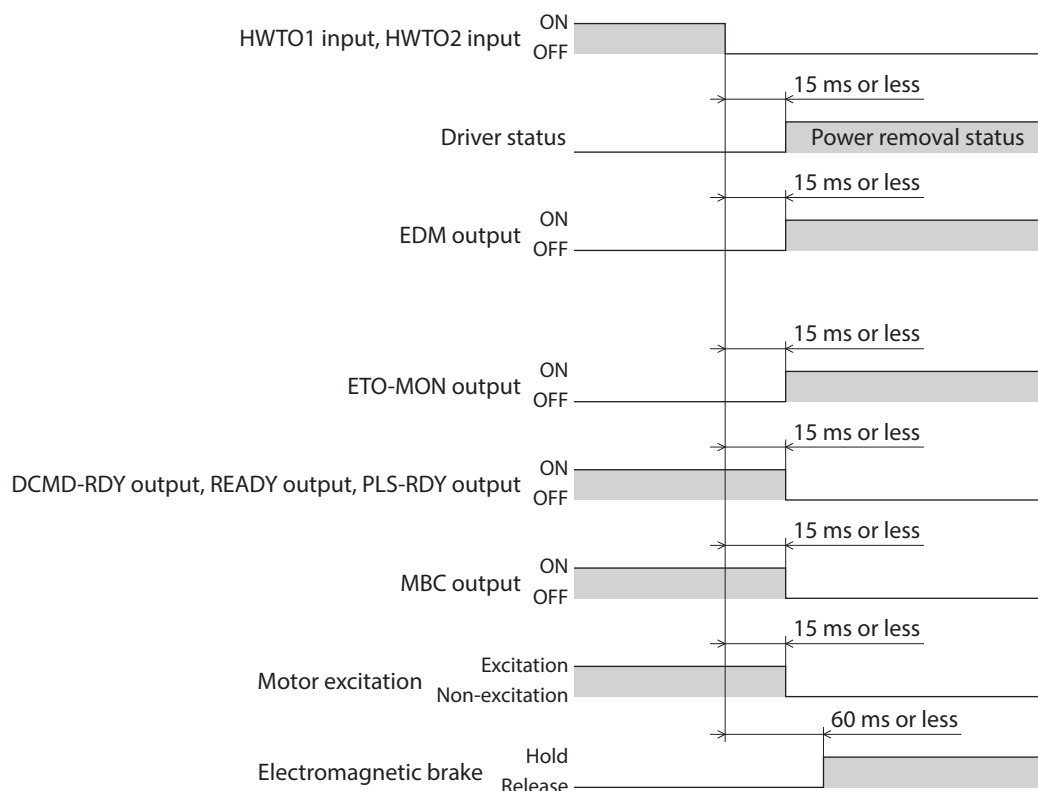 HWTO1 input, HWTO2 input
ON
OFF
15 ms or less
Driver status
Power removal status
15 ms or less
EDM output
ON
OFF
15 ms or less
ETO-MON output
ON
OFF
15 ms or less
DCMD-RDY output, READY output, PLS-RDY output
ON
OFF
15 ms or less
MBC output
ON
OFF
15 ms or less
Motor excitation
Excitation
Non-excitation
60 ms or less
Electromagnetic brake
Hold
Release